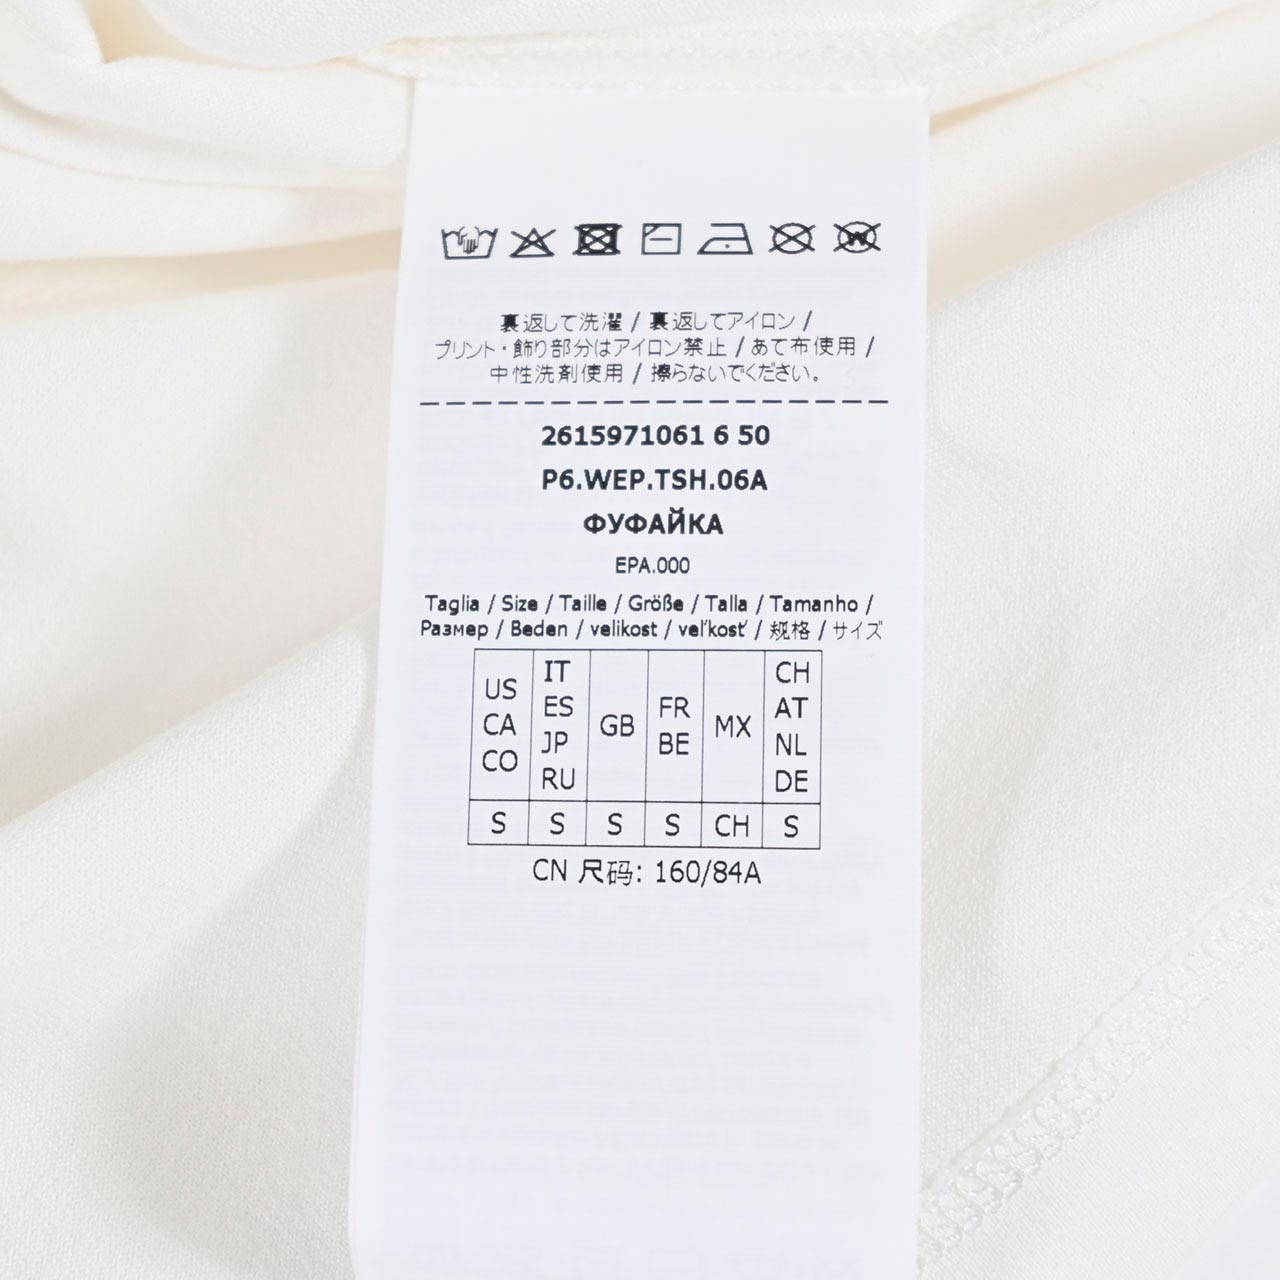 裏返して洗濯 / 裏返してアイロン /
プリント・飾り部分はアイロン禁止 / あて布使用 /
中性洗剤使用 / 擦らないでください。
2615971061 6 50
P6.WEP.TSH.06A
ФУФАЙКА
EPA.000
Taglia / Size / Taille / Größe / Talla / Tamanho /
Размер / Beden / velikost / veľkosť / 规格 / サイズ
US CA CO
IT ES JP RU
GB
FR BE
MX
CH AT NL DE
S S S S CH S
CN 尺码: 160/84A